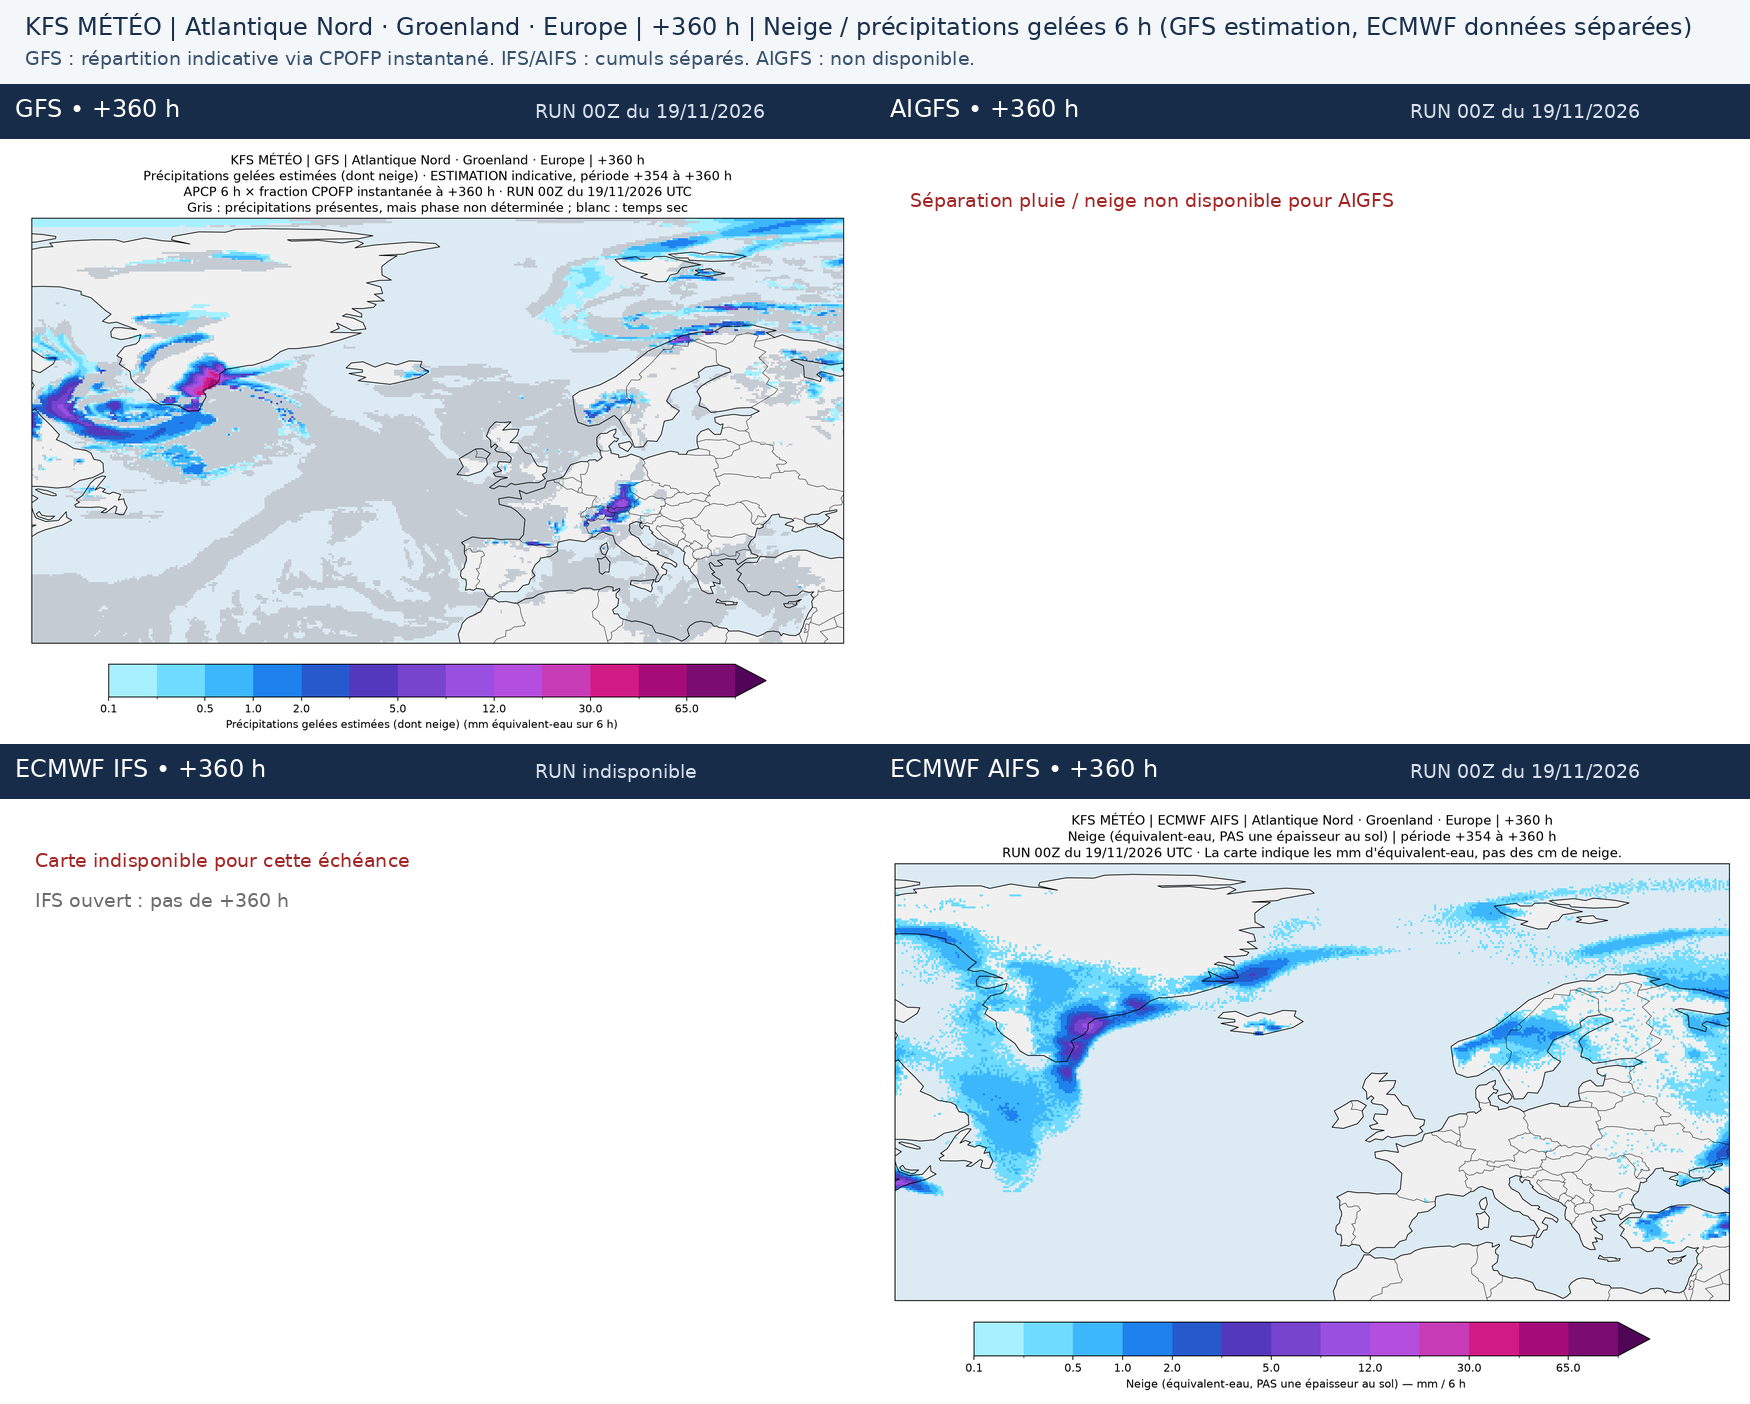 KFS MÉTÉO | Atlantique Nord · Groenland · Europe | +360 h | Neige / précipitations gelées 6 h (GFS estimation, ECMWF données séparées)
GFS : répartition indicative via CPOFP instantané. IFS/AIFS : cumuls séparés. AIGFS : non disponible.
GFS • +360 h
RUN 00Z du 19/11/2026
AIGFS • +360 h
RUN 00Z du 19/11/2026
KFS MÉTÉO | GFS | Atlantique Nord · Groenland · Europe | +360 h
Précipitations gelées estimées (dont neige) · ESTIMATION indicative, période +354 à +360 h
APCP 6 h × fraction CPOFP instantanée à +360 h · RUN 00Z du 19/11/2026 UTC
Gris : précipitations présentes, mais phase non déterminée ; blanc : temps sec
Séparation pluie / neige non disponible pour AIGFS
0.1 0.5 1.0 2.0 5.0 12.0 30.0 65.0
Précipitations gelées estimées (dont neige) (mm équivalent-eau sur 6 h)
ECMWF IFS • +360 h
RUN indisponible
ECMWF AIFS • +360 h
RUN 00Z du 19/11/2026
Carte indisponible pour cette échéance
IFS ouvert : pas de +360 h
KFS MÉTÉO | ECMWF AIFS | Atlantique Nord · Groenland · Europe | +360 h
Neige (équivalent-eau, PAS une épaisseur au sol) | période +354 à +360 h
RUN 00Z du 19/11/2026 UTC · La carte indique les mm d'équivalent-eau, pas des cm de neige.
0.1 0.5 1.0 2.0 5.0 12.0 30.0 65.0
Neige (équivalent-eau, PAS une épaisseur au sol) — mm / 6 h